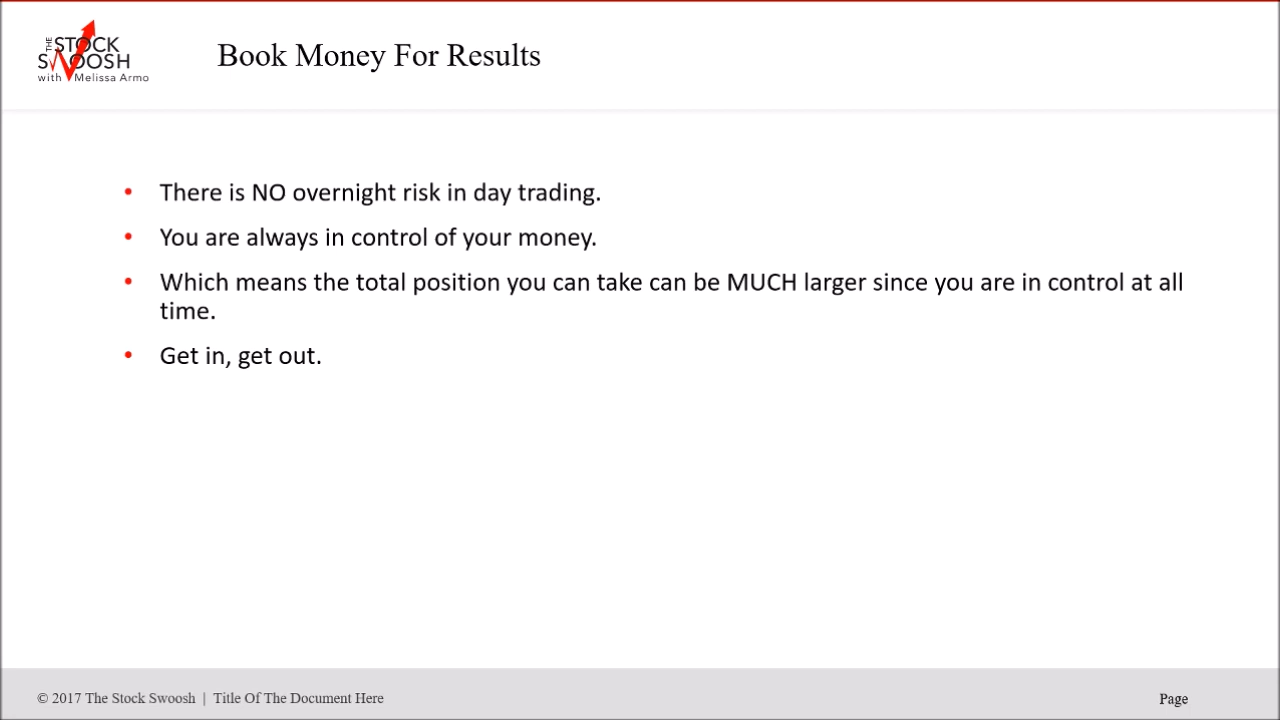 THE
STOCK
SWOOSH
with Melissa Armo
Book Money For Results
• There is NO overnight risk in day trading.
• You are always in control of your money.
• Which means the total position you can take can be MUCH larger since you are in control at all
time.
• Get in, get out.
© 2017 The Stock Swoosh | Title Of The Document Here
Page